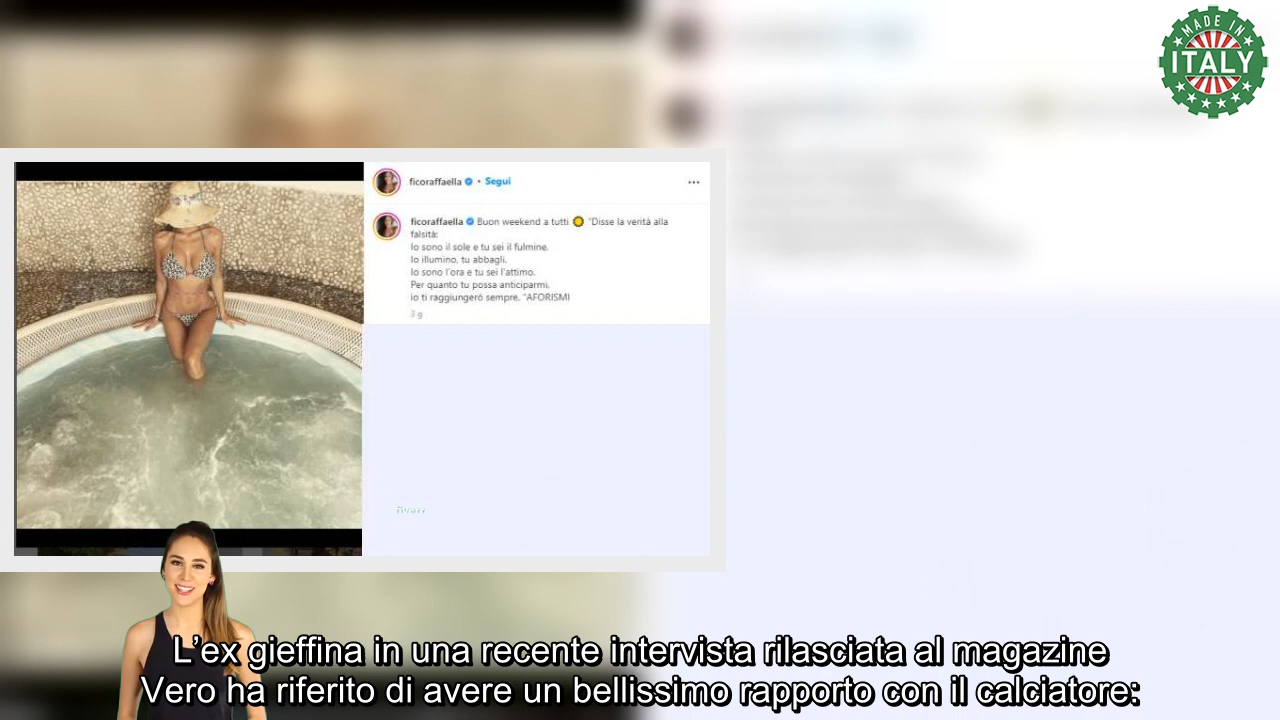 MADE IN
ITALY
ficoraffaella • Segui
ficoraffaella Buon weekend a tutti "Disse la verità alla
falsità:
Io sono il sole e tu sei il fulmine.
Io illumino, tu abbagli.
Io sono l'ora e tu sei l'attimo.
Per quanto tu possa anticiparmi,
io ti raggiungerò sempre. "AFORISMI
3 g
fiverr
L'ex gieffina in una recente intervista rilasciata al magazine
Vero ha riferito di avere un bellissimo rapporto con il calciatore: